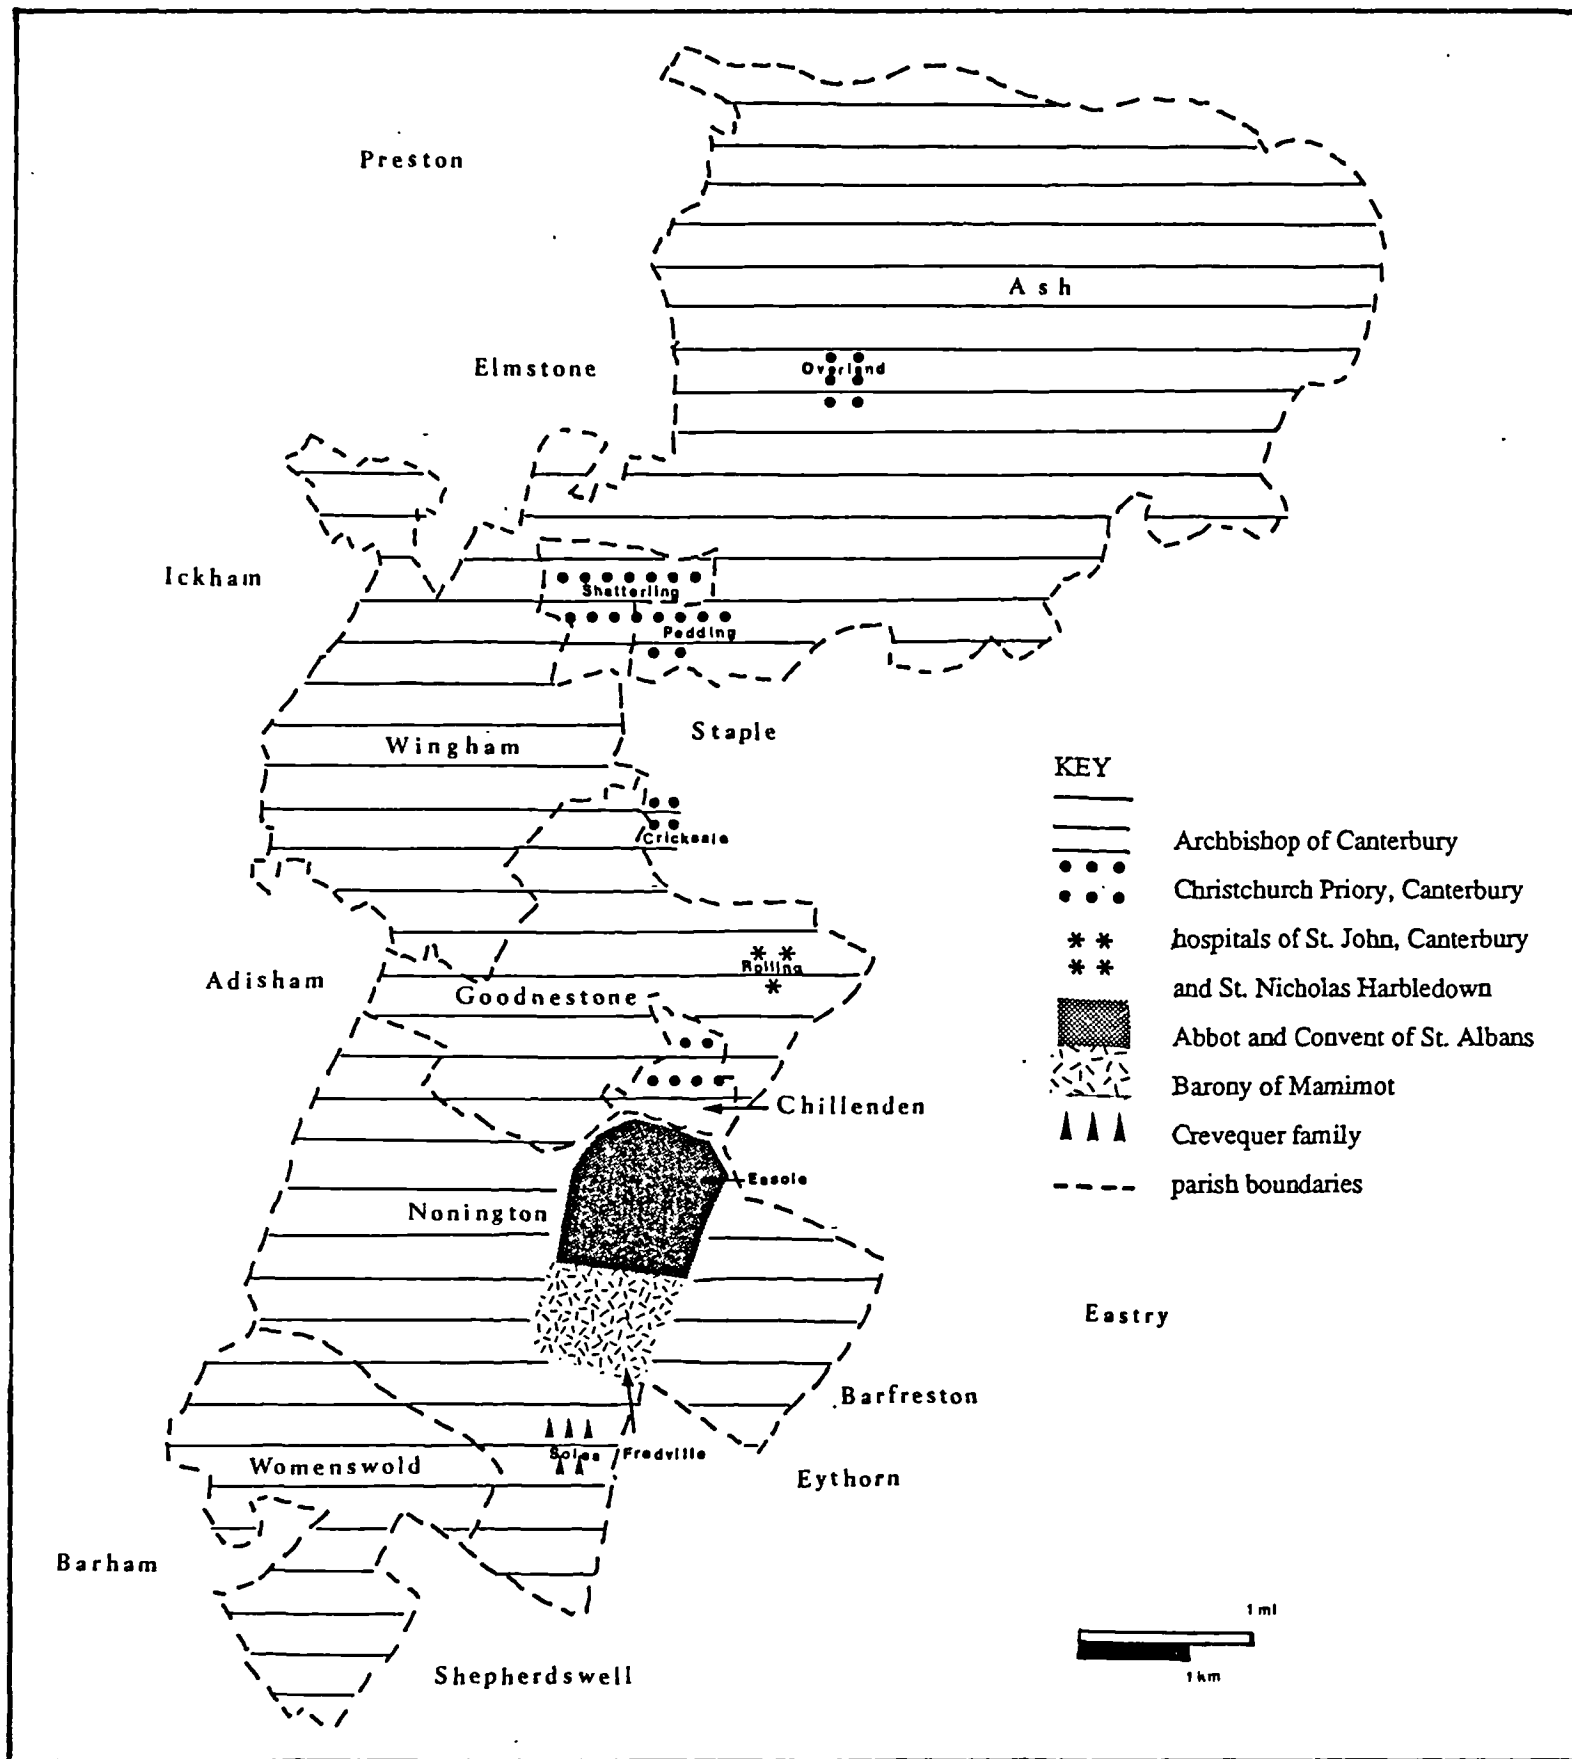 Preston
Ash
Elmstone
Overland
Ickham
Shatterling
Pedding
Staple
Wingham
KEY
Cricksale
Archbishop of Canterbury
Christchurch Priory, Canterbury
hospitals of St. John, Canterbury
and St. Nicholas Harbledown
Abbot and Convent of St. Albans
Barony of Mamimot
Crevequer family
parish boundaries
Adisham
Rolling
Goodnestone
Chillenden
Easole
Nonington
Eastry
Barfreston
Soles
Fredville
Womenswold
Eythorn
Barham
Shepherdswell
1 ml
1 km